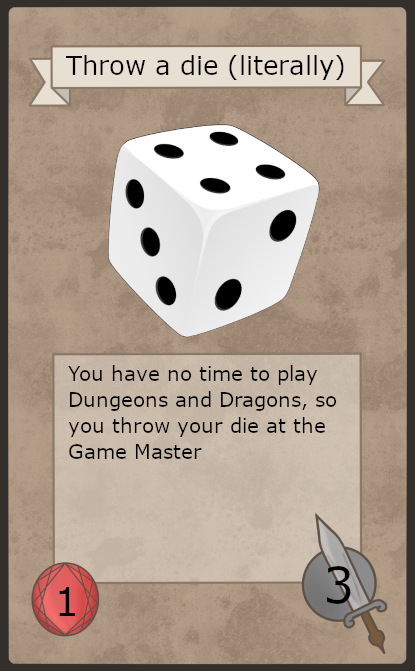 Throw a die (literally)
You have no time to play
Dungeons and Dragons, so
you throw your die at the
Game Master
1
3